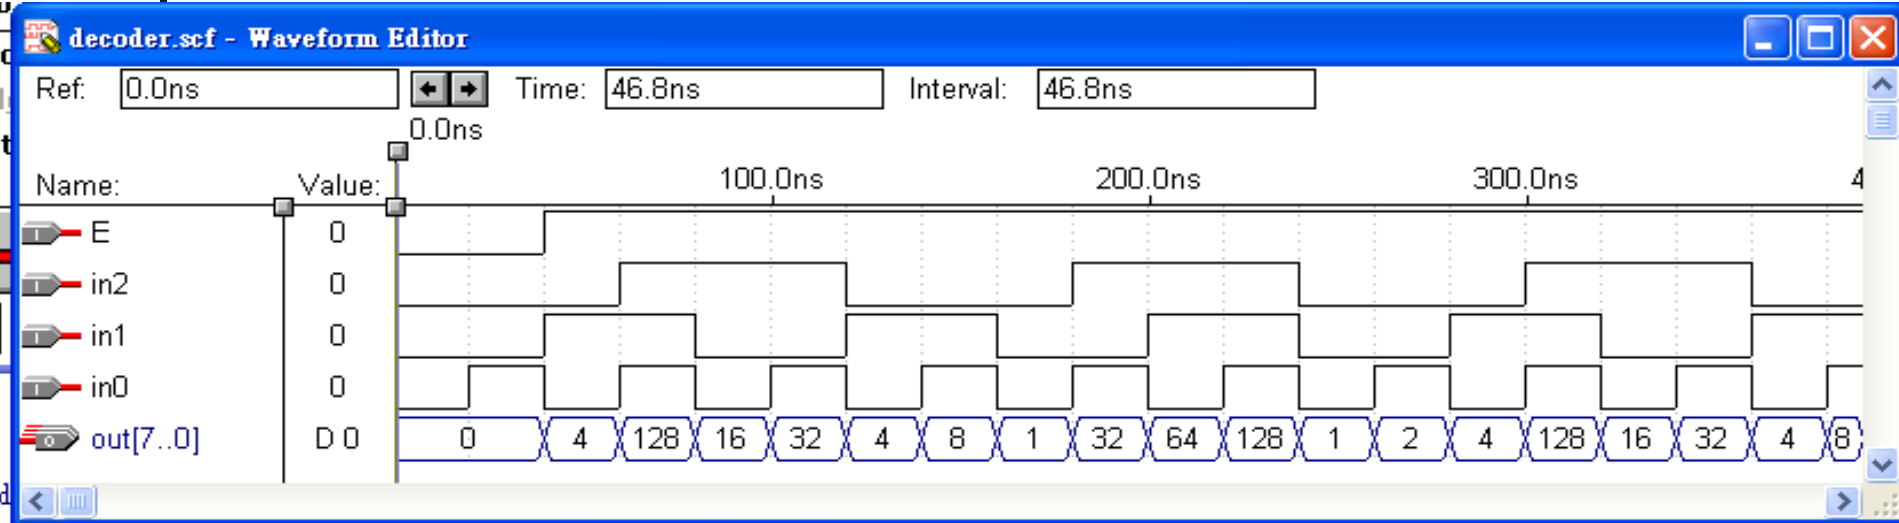 decoder.scf - Waveform Editor
Ref: 0.0ns Time: 46.8ns Interval: 46.8ns
0.0ns
Name: Value: 100.0ns 200.0ns 300.0ns 4
E 0
in2 0
in1 0
in0 0
out[7..0] D 0 0 4 128 16 32 4 8 1 32 64 128 1 2 4 128 16 32 4 8